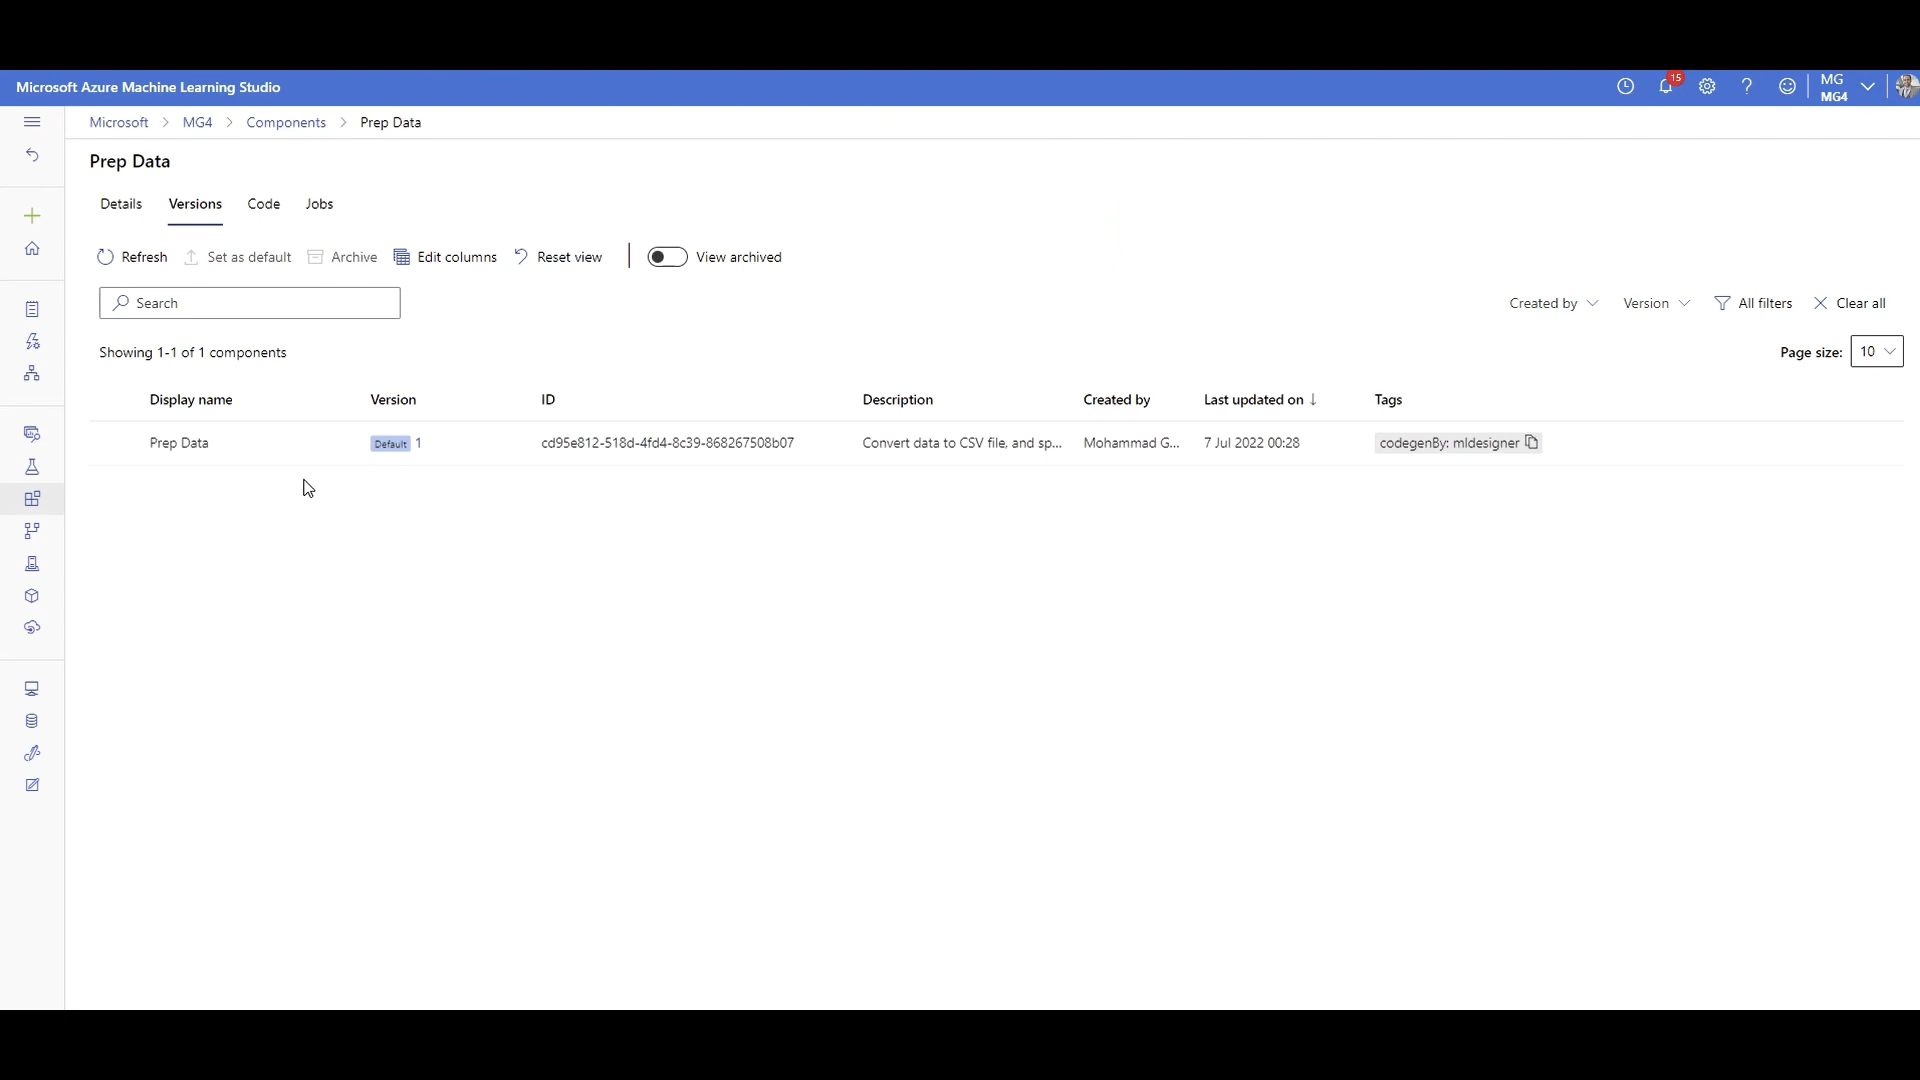 Microsoft Azure Machine Learning Studio
15
?
MG
MG4
Microsoft > MG4 > Components > Prep Data
Prep Data
Details Versions Code Jobs
Refresh Set as default Archive Edit columns Reset view View archived
Search
Created by Version All filters Clear all
Showing 1-1 of 1 components
Page size: 10
Display name Version ID Description Created by Last updated on ↓ Tags
Prep Data Default 1 cd95e812-518d-4fd4-8c39-868267508b07 Convert data to CSV file, and sp... Mohammad G... 7 Jul 2022 00:28 codegenBy: mldesigner